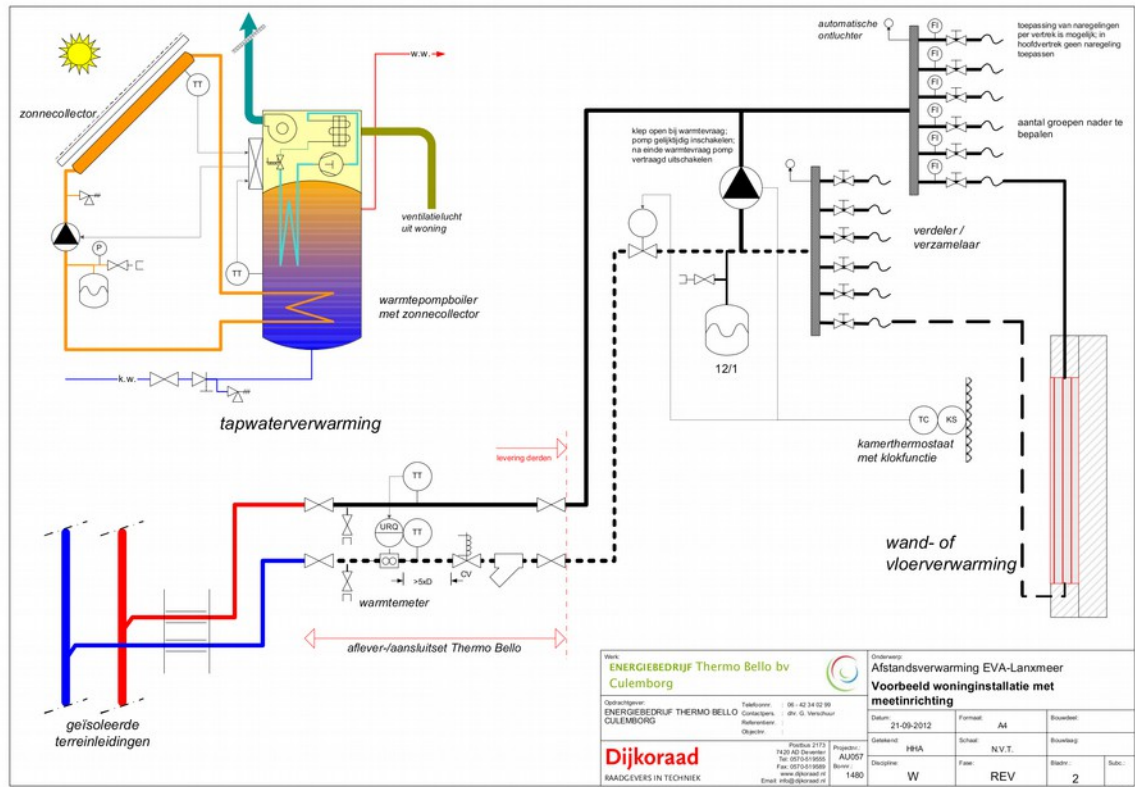 zonnecollector
TT
P
TT
k.w.
w.w.
ventilatielucht
uit woning
warmtepompboiler
met zonnecollector
tapwaterverwarming
automatische
ontluchter
FI
FI
FI
FI
FI
FI
toepassing van naregelingen
per vertrek is mogelijk; in
hoofdvertrek geen naregeling
toepassen
aantal groepen nader te
bepalen
klep open bij warmtevraag;
pomp gelijktijdig inschakelen;
na einde warmtevraag pomp
vertraagd uitschakelen
verdeler /
verzamelaar
12/1
TC
KS
kamerthermostaat
met klokfunctie
wand- of
vloerverwarming
levering derden
TT
URQ
TT
>5xD
CV
warmtemeter
aflever-/aansluitset Thermo Bello
geïsoleerde
terreinleidingen
Werk:
ENERGIEBEDRIJF Thermo Bello bv
Culemborg
Opdrachtgever:
ENERGIEBEDRIJF THERMO BELLO
CULEMBORG
Telefoonnr. : 06 - 42 34 02 99
Contactpers. : dhr. G. Verschuur
Referentienr. :
Objectnr. :
Dijkoraad
RAADGEVERS IN TECHNIEK
Postbus 2173
7420 AD Deventer
Tel: 0570-519555
Fax: 0570-519589
www.dijkoraad.nl
Email: info@dijkoraad.nl
Projectnr.:
AU057
Bonnr.:
1480
Onderwerp:
Afstandsverwarming EVA-Lanxmeer
Voorbeeld woninginstallatie met
meetinrichting
Datum: 21-09-2012
Formaat: A4
Bouwdeel:
Getekend: HHA
Schaal: N.V.T.
Bouwlaag:
Discipline: W
Fase: REV
Bladnr.: 2
Subc.: